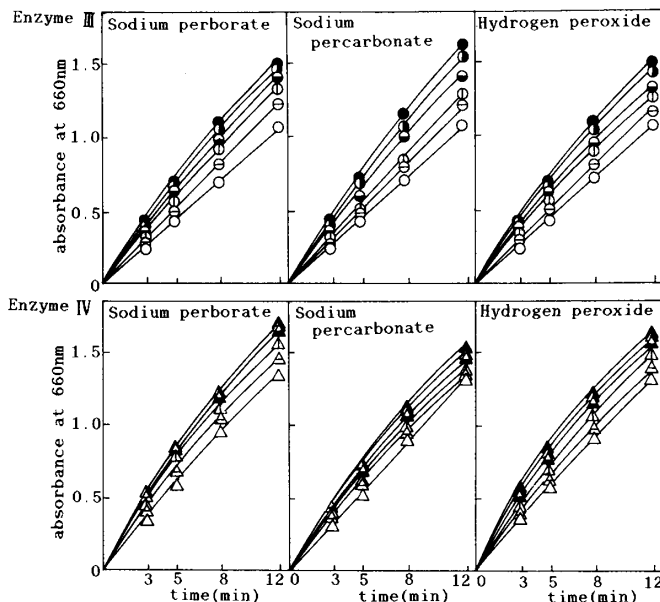 Enzyme III
Sodium perborate
Sodium
percarbonate
Hydrogen peroxide
absorbance at 660nm
1.5
1.0
0.5
0
Enzyme IV
Sodium perborate
Sodium
percarbonate
Hydrogen peroxide
absorbance at 660nm
1.5
1.0
0.5
0
3 5 8 12 0 3 5 8 12 0 3 5 8 12
time(min) time(min) time(min)